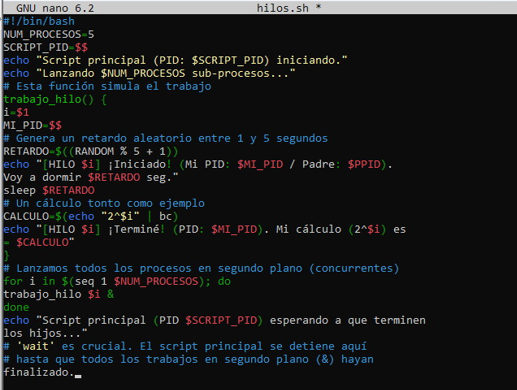 GNU nano 6.2 hilos.sh *
#!/bin/bash
NUM_PROCESOS=5
SCRIPT_PID=$$
echo "Script principal (PID: $SCRIPT_PID) iniciando."
echo "Lanzando $NUM_PROCESOS sub-procesos..."
# Esta función simula el trabajo
trabajo_hilo() {
i=$1
MI_PID=$$
# Genera un retardo aleatorio entre 1 y 5 segundos
RETARDO=$((RANDOM % 5 + 1))
echo "[HILO $i] ¡Iniciado! (Mi PID: $MI_PID / Padre: $PPID).
Voy a dormir $RETARDO seg."
sleep $RETARDO
# Un cálculo tonto como ejemplo
CALCULO=$(echo "2^$i" | bc)
echo "[HILO $i] ¡Terminé! (PID: $MI_PID). Mi cálculo (2^$i) es
= $CALCULO"
}
# Lanzamos todos los procesos en segundo plano (concurrentes)
for i in $(seq 1 $NUM_PROCESOS); do
trabajo_hilo $i &
done
echo "Script principal (PID $SCRIPT_PID) esperando a que terminen
los hijos..."
# 'wait' es crucial. El script principal se detiene aquí
# hasta que todos los trabajos en segundo plano (&) hayan
finalizado.